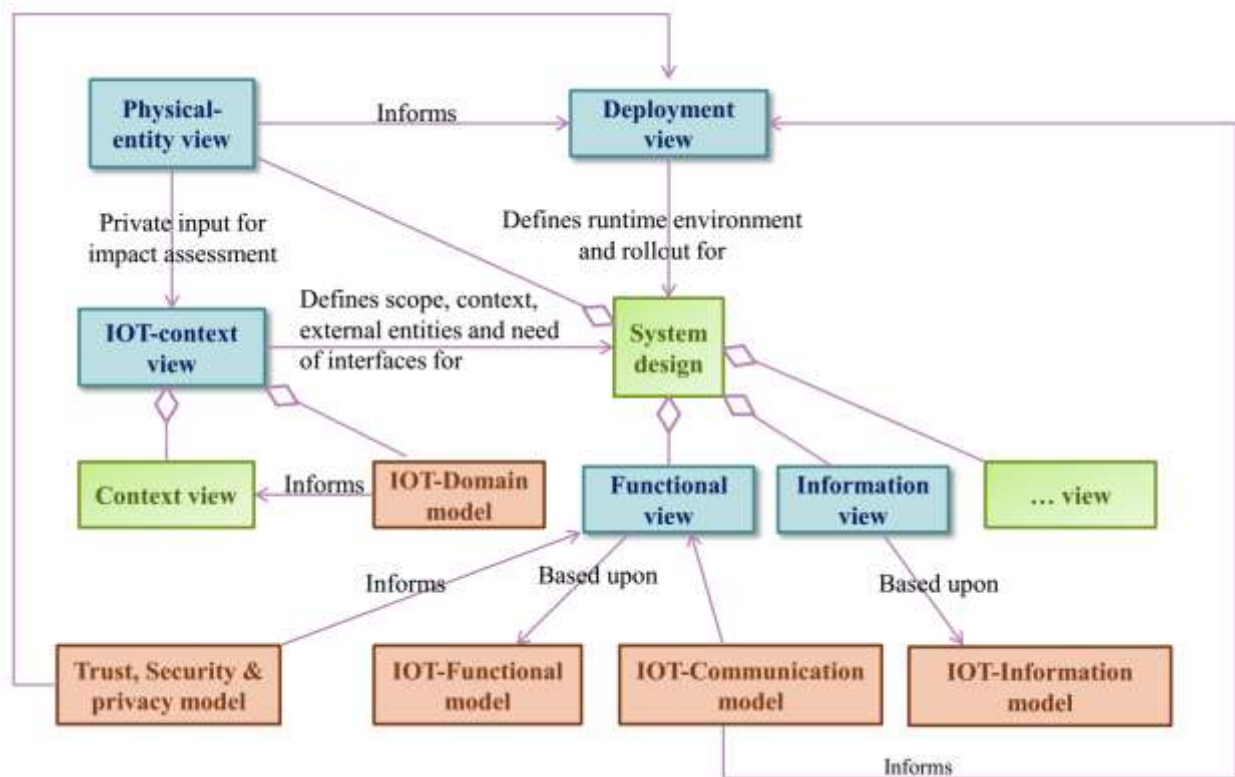 Physical-
entity view
Informs
Deployment
view
Private input for
impact assessment
Defines runtime environment
and rollout for
IOT-context
view
Defines scope, context,
external entities and need
of interfaces for
System
design
Context view
Informs
IOT-Domain
model
Functional
view
Information
view
... view
Informs
Based upon
Based upon
Trust, Security &
privacy model
IOT-Functional
model
IOT-Communication
model
IOT-Information
model
Informs